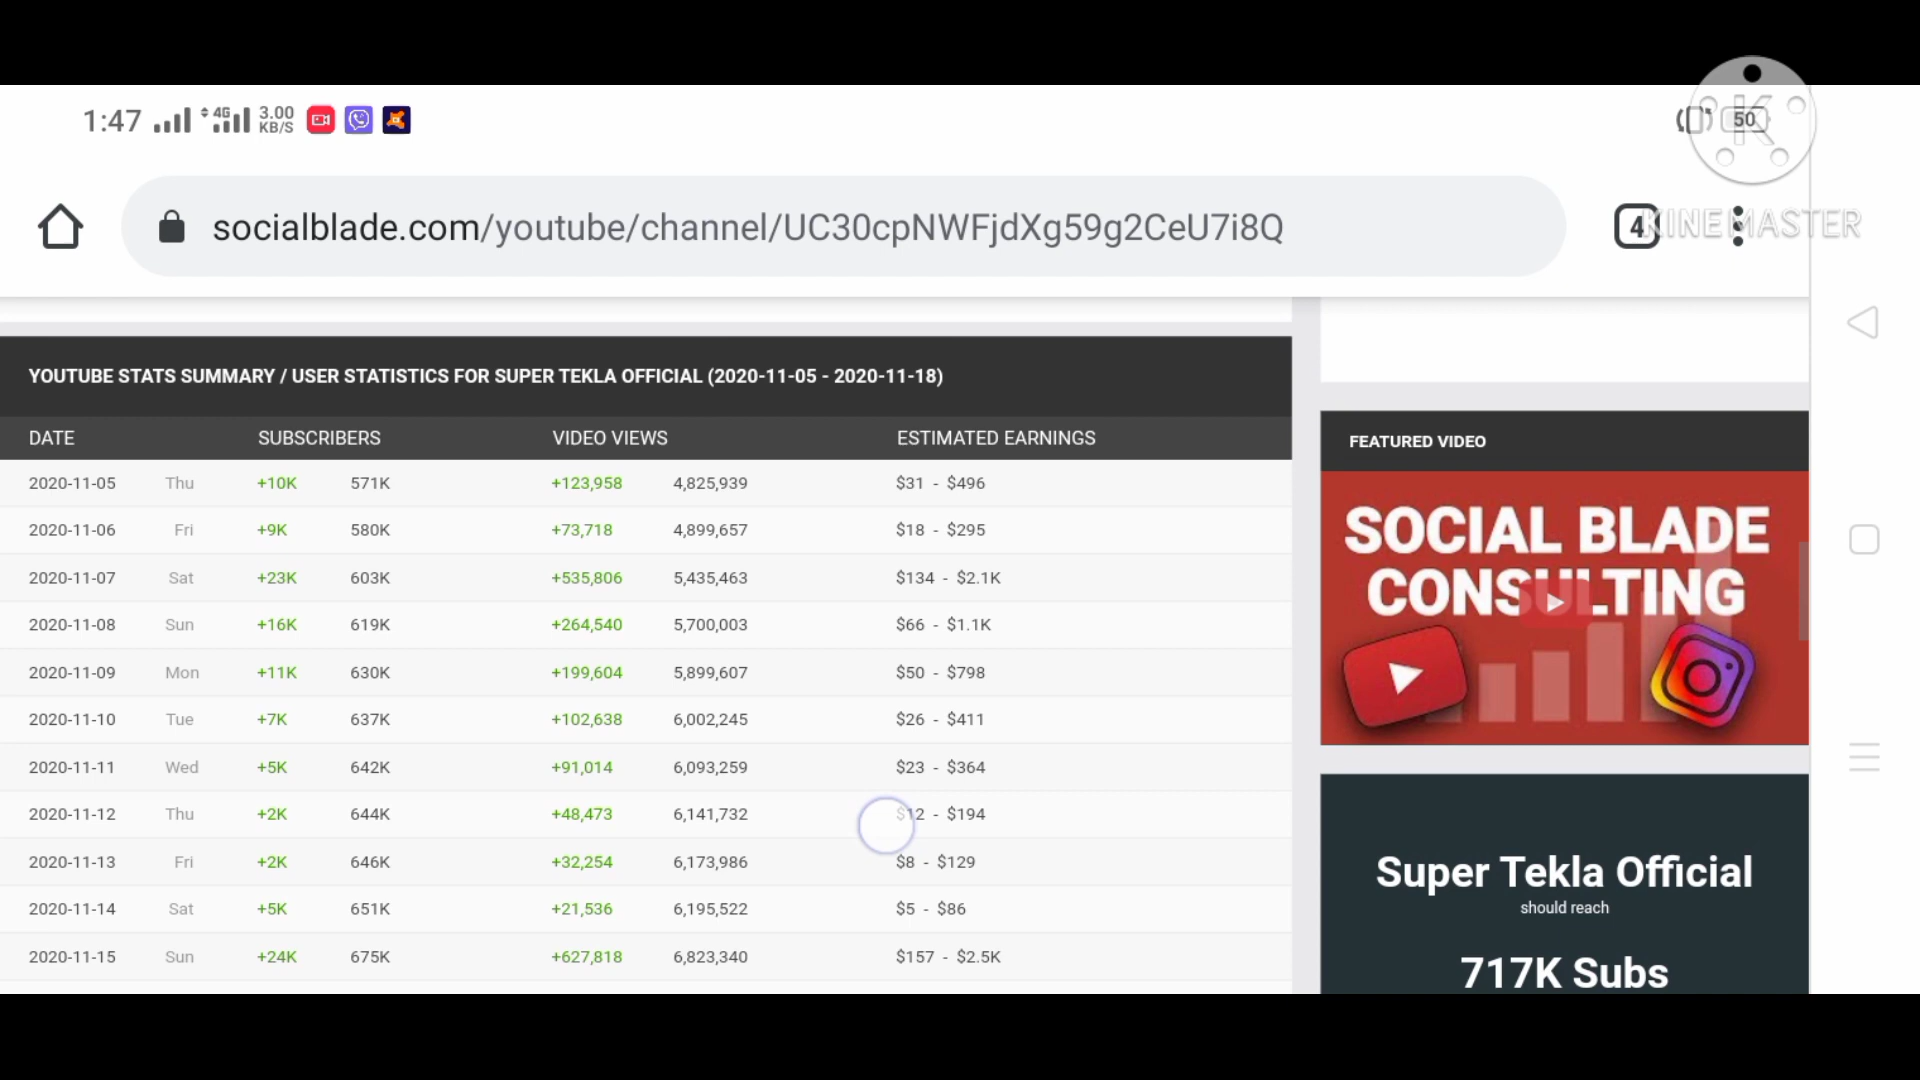 1:47 4G 3.00 KB/S 50
socialblade.com/youtube/channel/UC30cpNWFjdXg59g2CeU7i8Q 4
KINEMASTER
YOUTUBE STATS SUMMARY / USER STATISTICS FOR SUPER TEKLA OFFICIAL (2020-11-05 - 2020-11-18)
DATE SUBSCRIBERS VIDEO VIEWS ESTIMATED EARNINGS
2020-11-05 Thu +10K 571K +123,958 4,825,939 $31 - $496
2020-11-06 Fri +9K 580K +73,718 4,899,657 $18 - $295
2020-11-07 Sat +23K 603K +535,806 5,435,463 $134 - $2.1K
2020-11-08 Sun +16K 619K +264,540 5,700,003 $66 - $1.1K
2020-11-09 Mon +11K 630K +199,604 5,899,607 $50 - $798
2020-11-10 Tue +7K 637K +102,638 6,002,245 $26 - $411
2020-11-11 Wed +5K 642K +91,014 6,093,259 $23 - $364
2020-11-12 Thu +2K 644K +48,473 6,141,732 $12 - $194
2020-11-13 Fri +2K 646K +32,254 6,173,986 $8 - $129
2020-11-14 Sat +5K 651K +21,536 6,195,522 $5 - $86
2020-11-15 Sun +24K 675K +627,818 6,823,340 $157 - $2.5K
FEATURED VIDEO
SOCIAL BLADE
CONSULTING
Super Tekla Official
should reach
717K Subs